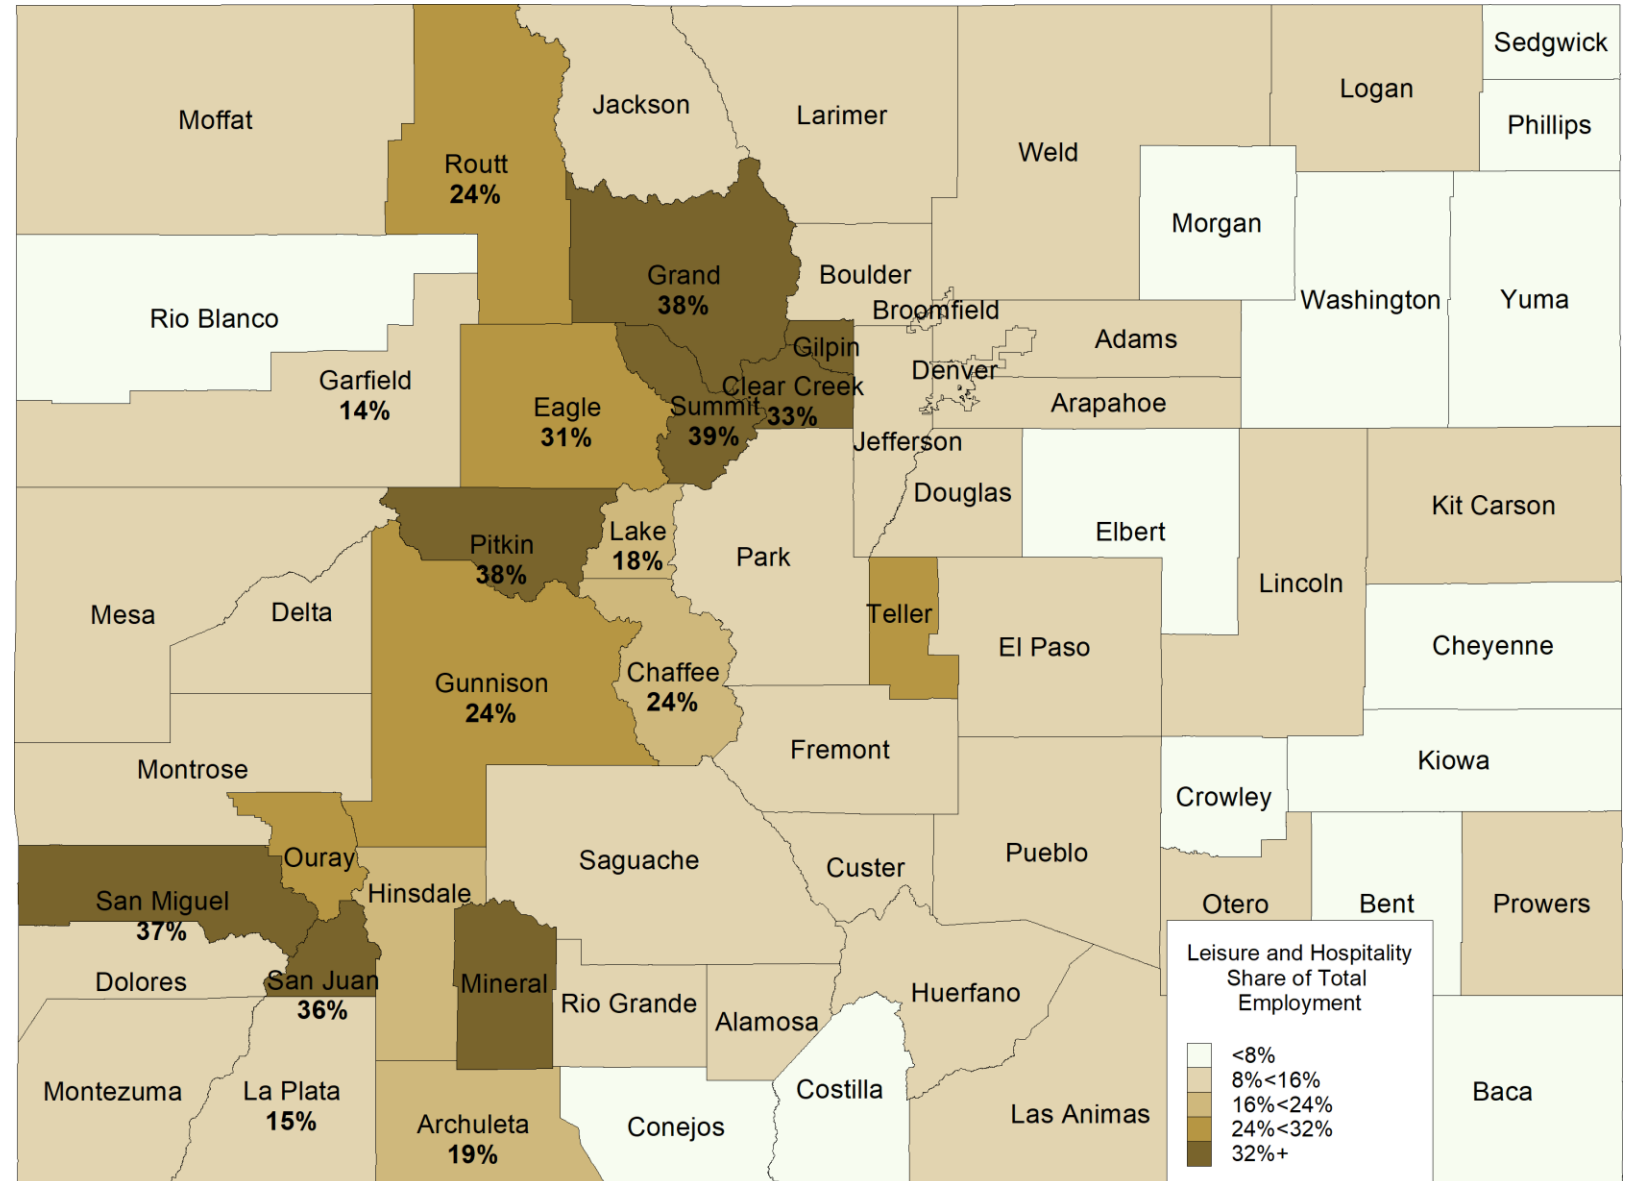 Sedgwick
Logan
Jackson
Larimer
Moffat
Phillips
Weld
Routt
24%
Morgan
Grand
38%
Boulder
Washington
Yuma
Broomfield
Rio Blanco
Adams
Gilpin
Denver
Garfield
14%
Clear Creek
33%
Arapahoe
Eagle
31%
Summit
39%
Jefferson
Douglas
Kit Carson
Lake
18%
Elbert
Pitkin
38%
Park
Lincoln
Mesa
Delta
Teller
El Paso
Cheyenne
Chaffee
24%
Gunnison
24%
Fremont
Kiowa
Montrose
Crowley
Ouray
Saguache
Custer
Pueblo
Hinsdale
San Miguel
37%
Otero
Bent
Prowers
Dolores
San Juan
36%
Mineral
Rio Grande
Alamosa
Huerfano
Montezuma
La Plata
15%
Costilla
Baca
Archuleta
19%
Conejos
Las Animas
Leisure and Hospitality
Share of Total
Employment
<8%
8%<16%
16%<24%
24%<32%
32%+